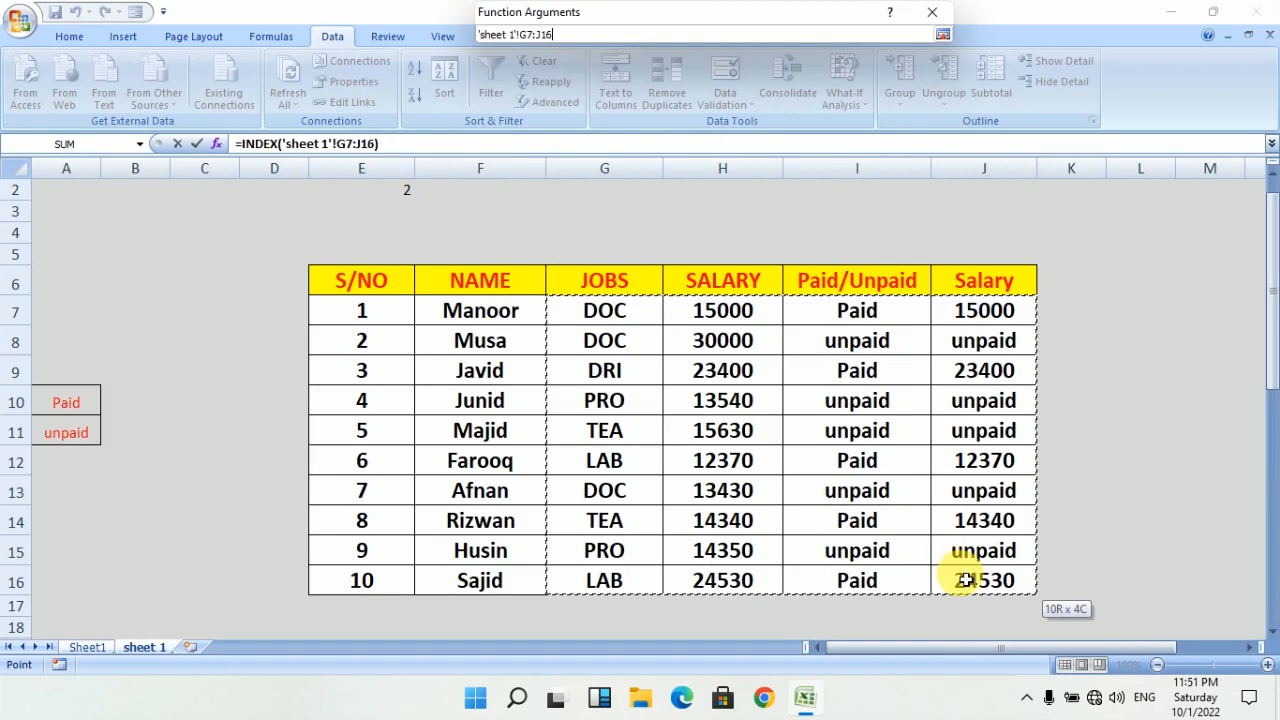 Function Arguments
?
'sheet 1'!G7:J16
Home Insert Page Layout Formulas Data Review View
From Access
From Web
From Text
From Other Sources
Existing Connections
Refresh All
Connections
Properties
Edit Links
Sort
Filter
Clear
Reapply
Advanced
Text to Columns
Remove Duplicates
Data Validation
Consolidate
What-If Analysis
Group
Ungroup
Subtotal
Show Detail
Hide Detail
Get External Data Connections Sort & Filter Data Tools Outline
SUM fx =INDEX('sheet 1'!G7:J16)
A B C D E F G H I J K L M
2 2
3
4
5
6 S/NO NAME JOBS SALARY Paid/Unpaid Salary
7 1 Manoor DOC 15000 Paid 15000
8 2 Musa DOC 30000 unpaid unpaid
9 3 Javid DRI 23400 Paid 23400
10 Paid 4 Junid PRO 13540 unpaid unpaid
11 unpaid 5 Majid TEA 15630 unpaid unpaid
12 6 Farooq LAB 12370 Paid 12370
13 7 Afnan DOC 13430 unpaid unpaid
14 8 Rizwan TEA 14340 Paid 14340
15 9 Husin PRO 14350 unpaid unpaid
16 10 Sajid LAB 24530 Paid 24530
17 10R x 4C
18
Sheet1 sheet 1
Point 100%
ENG
11:51 PM
Saturday
10/1/2022